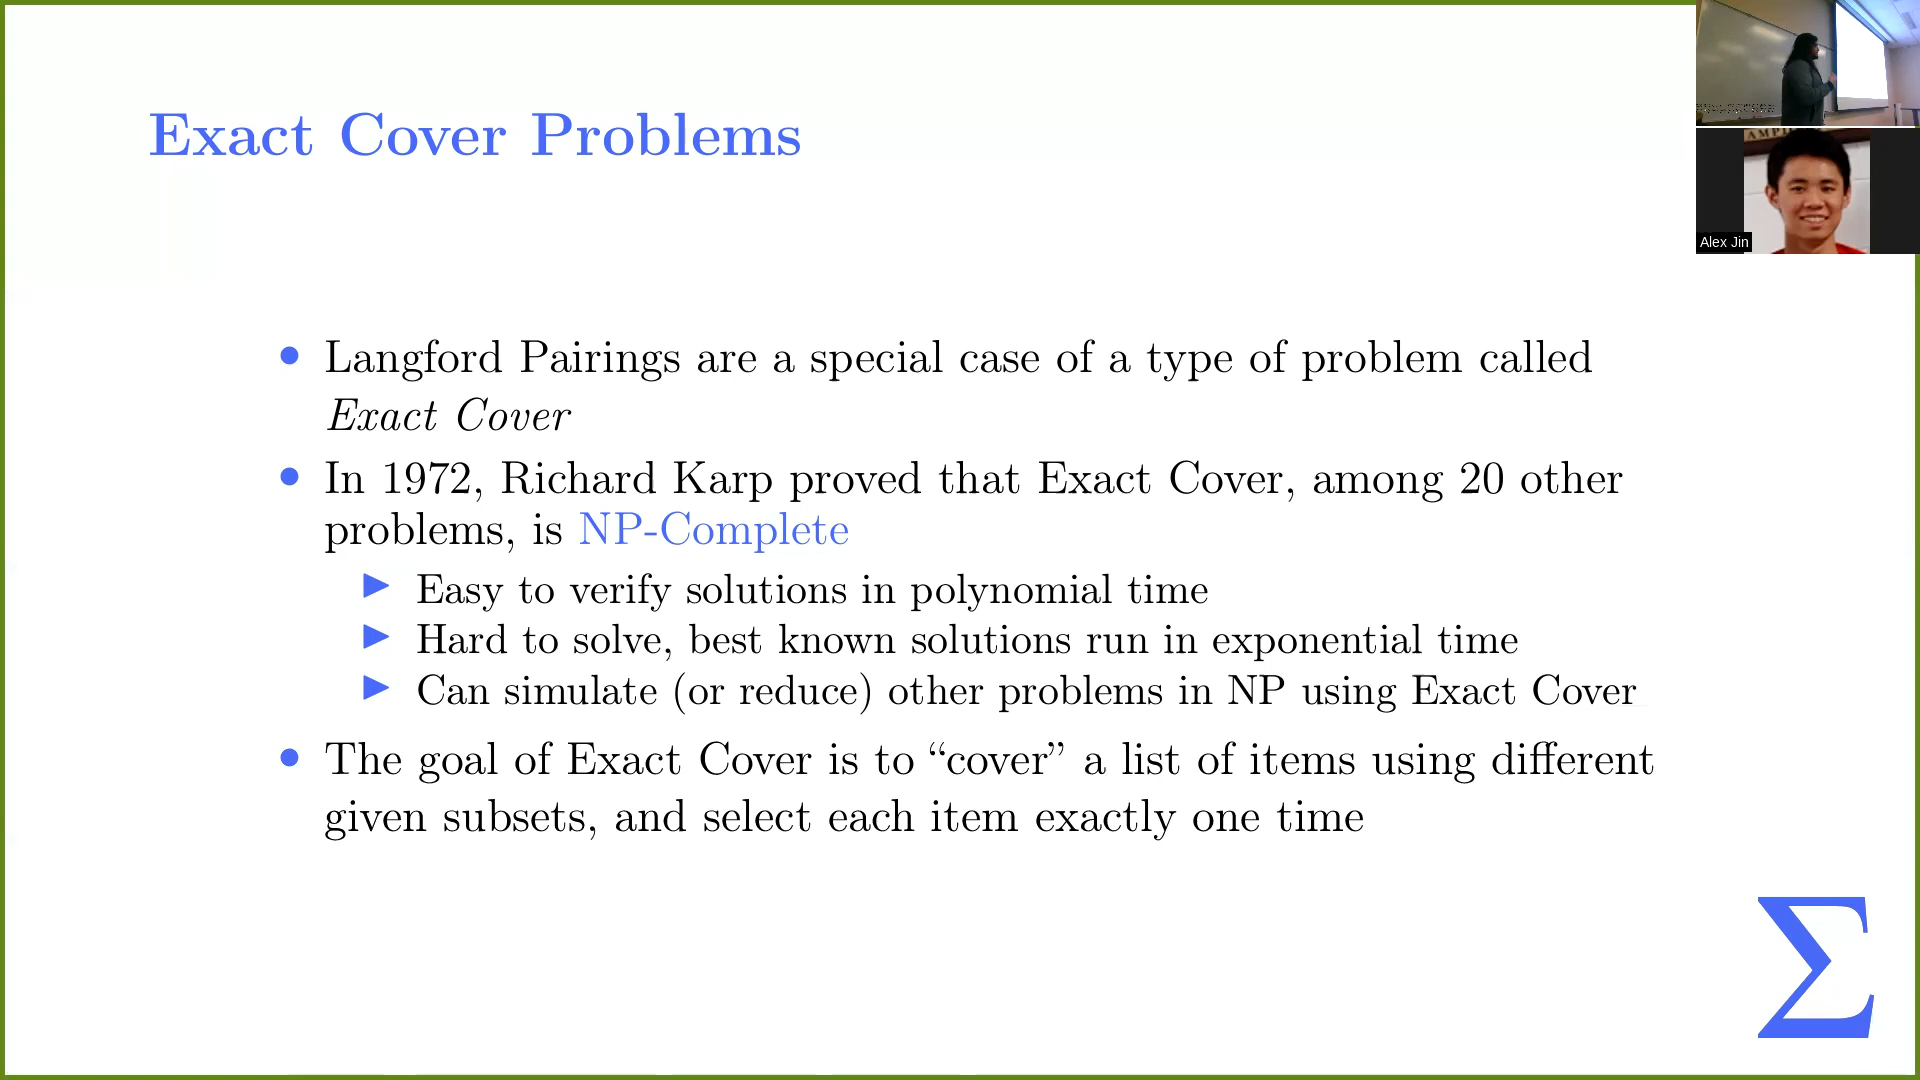 Exact Cover Problems
• Langford Pairings are a special case of a type of problem called
Exact Cover
• In 1972, Richard Karp proved that Exact Cover, among 20 other
problems, is NP-Complete
▶ Easy to verify solutions in polynomial time
▶ Hard to solve, best known solutions run in exponential time
▶ Can simulate (or reduce) other problems in NP using Exact Cover
• The goal of Exact Cover is to “cover” a list of items using different
given subsets, and select each item exactly one time
Σ
AMPI
Alex Jin